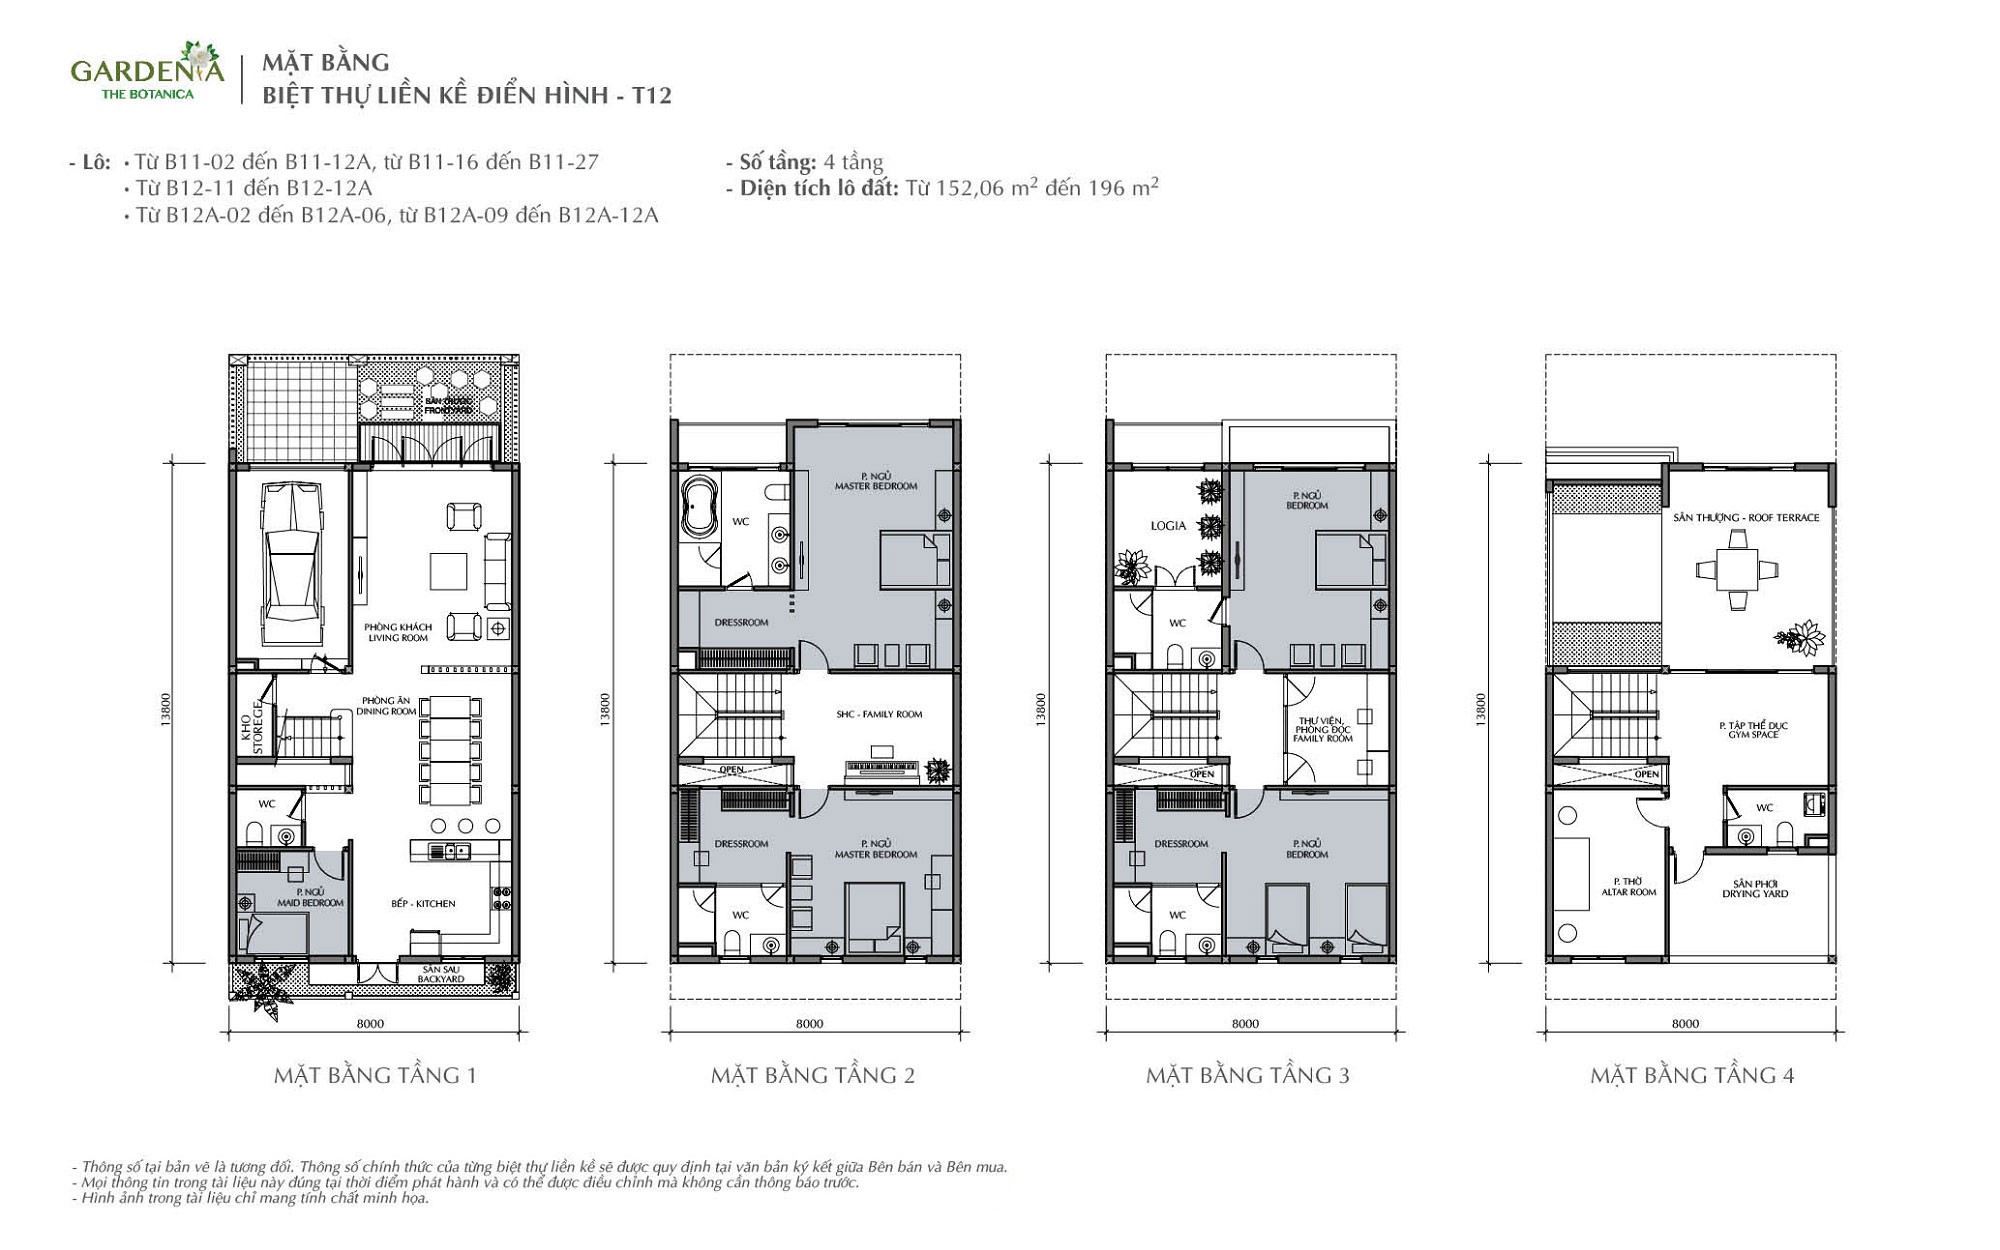 GARDENIA
THE BOTANICA
MẶT BẰNG
BIỆT THỰ LIỀN KỀ ĐIỂN HÌNH - T12
- Lô: • Từ B11-02 đến B11-12A, từ B11-16 đến B11-27
• Từ B12-11 đến B12-12A
• Từ B12A-02 đến B12A-06, từ B12A-09 đến B12A-12A
- Số tầng: 4 tầng
- Diện tích lô đất: Từ 152,06 m² đến 196 m²
SÂN TRƯỚC
FRONTYARD
PHÒNG KHÁCH
LIVING ROOM
PHÒNG ĂN
DINING ROOM
KHO
STOREGE
WC
P. NGỦ
MAID BEDROOM
BẾP - KITCHEN
SÂN SAU
BACKYARD
13800
8000
MẶT BẰNG TẦNG 1
P. NGỦ
MASTER BEDROOM
WC
DRESSROOM
SHC - FAMILY ROOM
OPEN
DRESSROOM
P. NGỦ
MASTER BEDROOM
WC
13800
8000
MẶT BẰNG TẦNG 2
P. NGỦ
BEDROOM
LOGIA
WC
THƯ VIỆN,
PHÒNG ĐỌC
FAMILY ROOM
OPEN
DRESSROOM
P. NGỦ
BEDROOM
WC
13800
8000
MẶT BẰNG TẦNG 3
SÂN THƯỢNG - ROOF TERRACE
P. TẬP THỂ DỤC
GYM SPACE
OPEN
WC
P. THỜ
ALTAR ROOM
SÂN PHƠI
DRYING YARD
13800
8000
MẶT BẰNG TẦNG 4
- Thông số tại bản vẽ là tương đối. Thông số chính thức của từng biệt thự liền kề sẽ được quy định tại văn bản ký kết giữa Bên bán và Bên mua.
- Mọi thông tin trong tài liệu này đúng tại thời điểm phát hành và có thể được điều chỉnh mà không cần thông báo trước.
- Hình ảnh trong tài liệu chỉ mang tính chất minh họa.